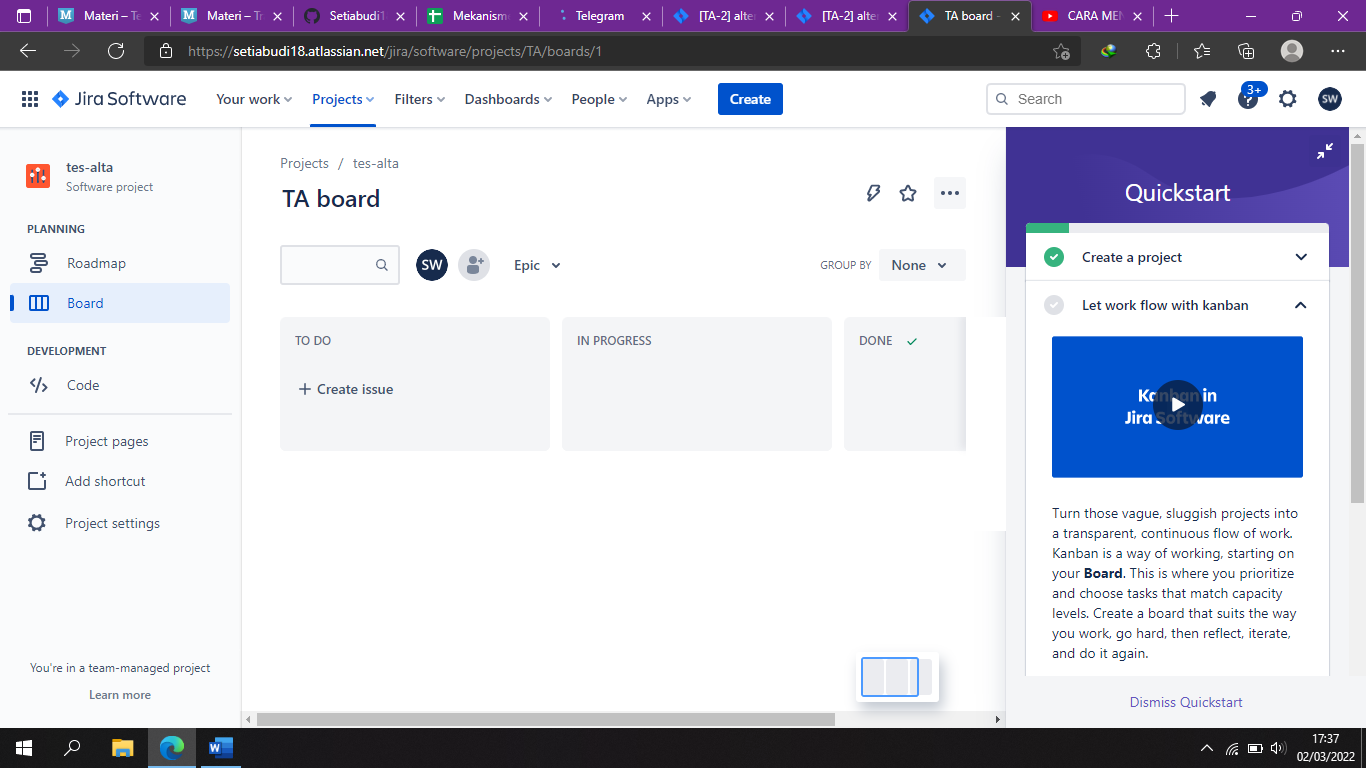 Materi – Te
Materi – Tr
Setiabudi1
Mekanisme
Telegram
[TA-2] alter
[TA-2] alter
TA board -
CARA MEN
https://setiabudi18.atlassian.net/jira/software/projects/TA/boards/1
Jira Software
Your work
Projects
Filters
Dashboards
People
Apps
Create
Search
3+
SW
tes-alta
Software project
PLANNING
Roadmap
Board
DEVELOPMENT
Code
Project pages
Add shortcut
Project settings
You're in a team-managed project
Learn more
Projects / tes-alta
TA board
SW
Epic
GROUP BY
None
TO DO
Create issue
IN PROGRESS
DONE
Quickstart
Create a project
Let work flow with kanban
Kanban in
Jira Software
Turn those vague, sluggish projects into
a transparent, continuous flow of work.
Kanban is a way of working, starting on
your Board. This is where you prioritize
and choose tasks that match capacity
levels. Create a board that suits the way
you work, go hard, then reflect, iterate,
and do it again.
Dismiss Quickstart
17:37
02/03/2022